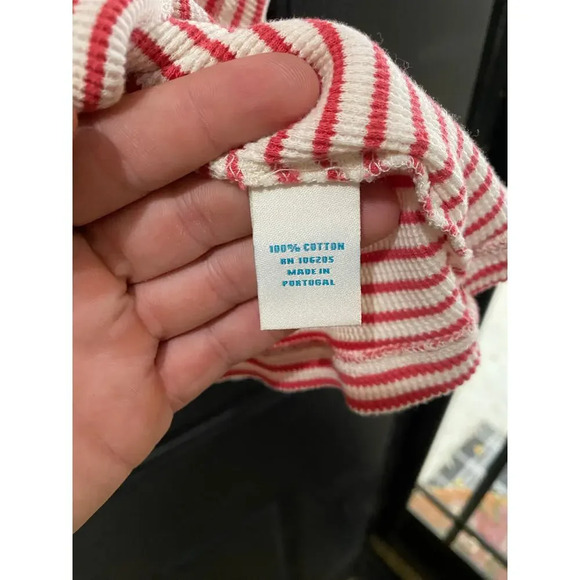 100% COTTON
RN 106205
MADE IN
PORTUGAL